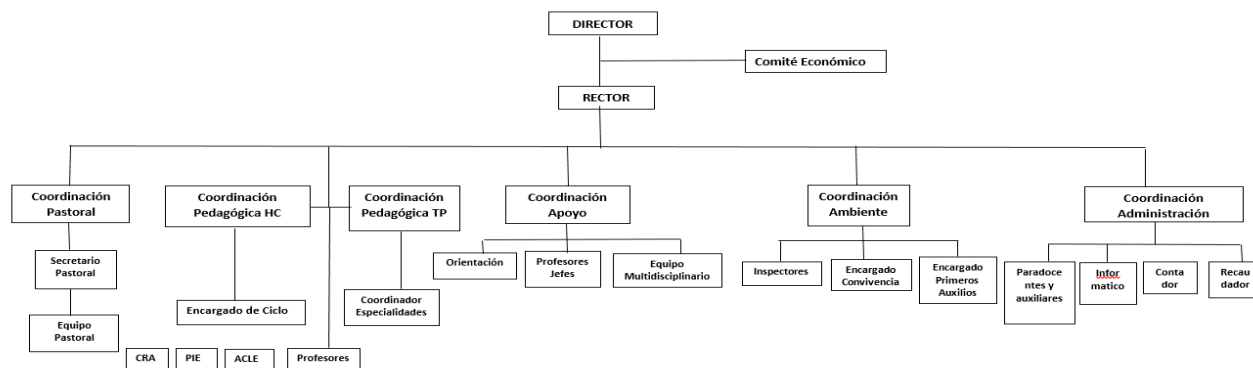 DIRECTOR
Comité Económico
RECTOR
Coordinación
Pastoral
Coordinación
Pedagógica HC
Coordinación
Pedagógica TP
Coordinación
Apoyo
Coordinación
Ambiente
Coordinación
Administración
Secretario
Pastoral
Equipo
Pastoral
Encargado de Ciclo
Coordinador
Especialidades
CRA
PIE
ACLE
Profesores
Orientación
Profesores
Jefes
Equipo
Multidisciplinario
Inspectores
Encargado
Convivencia
Encargado
Primeros
Auxilios
Paradoce
ntes y
auxiliares
Infor
matico
Conta
dor
Recau
dador